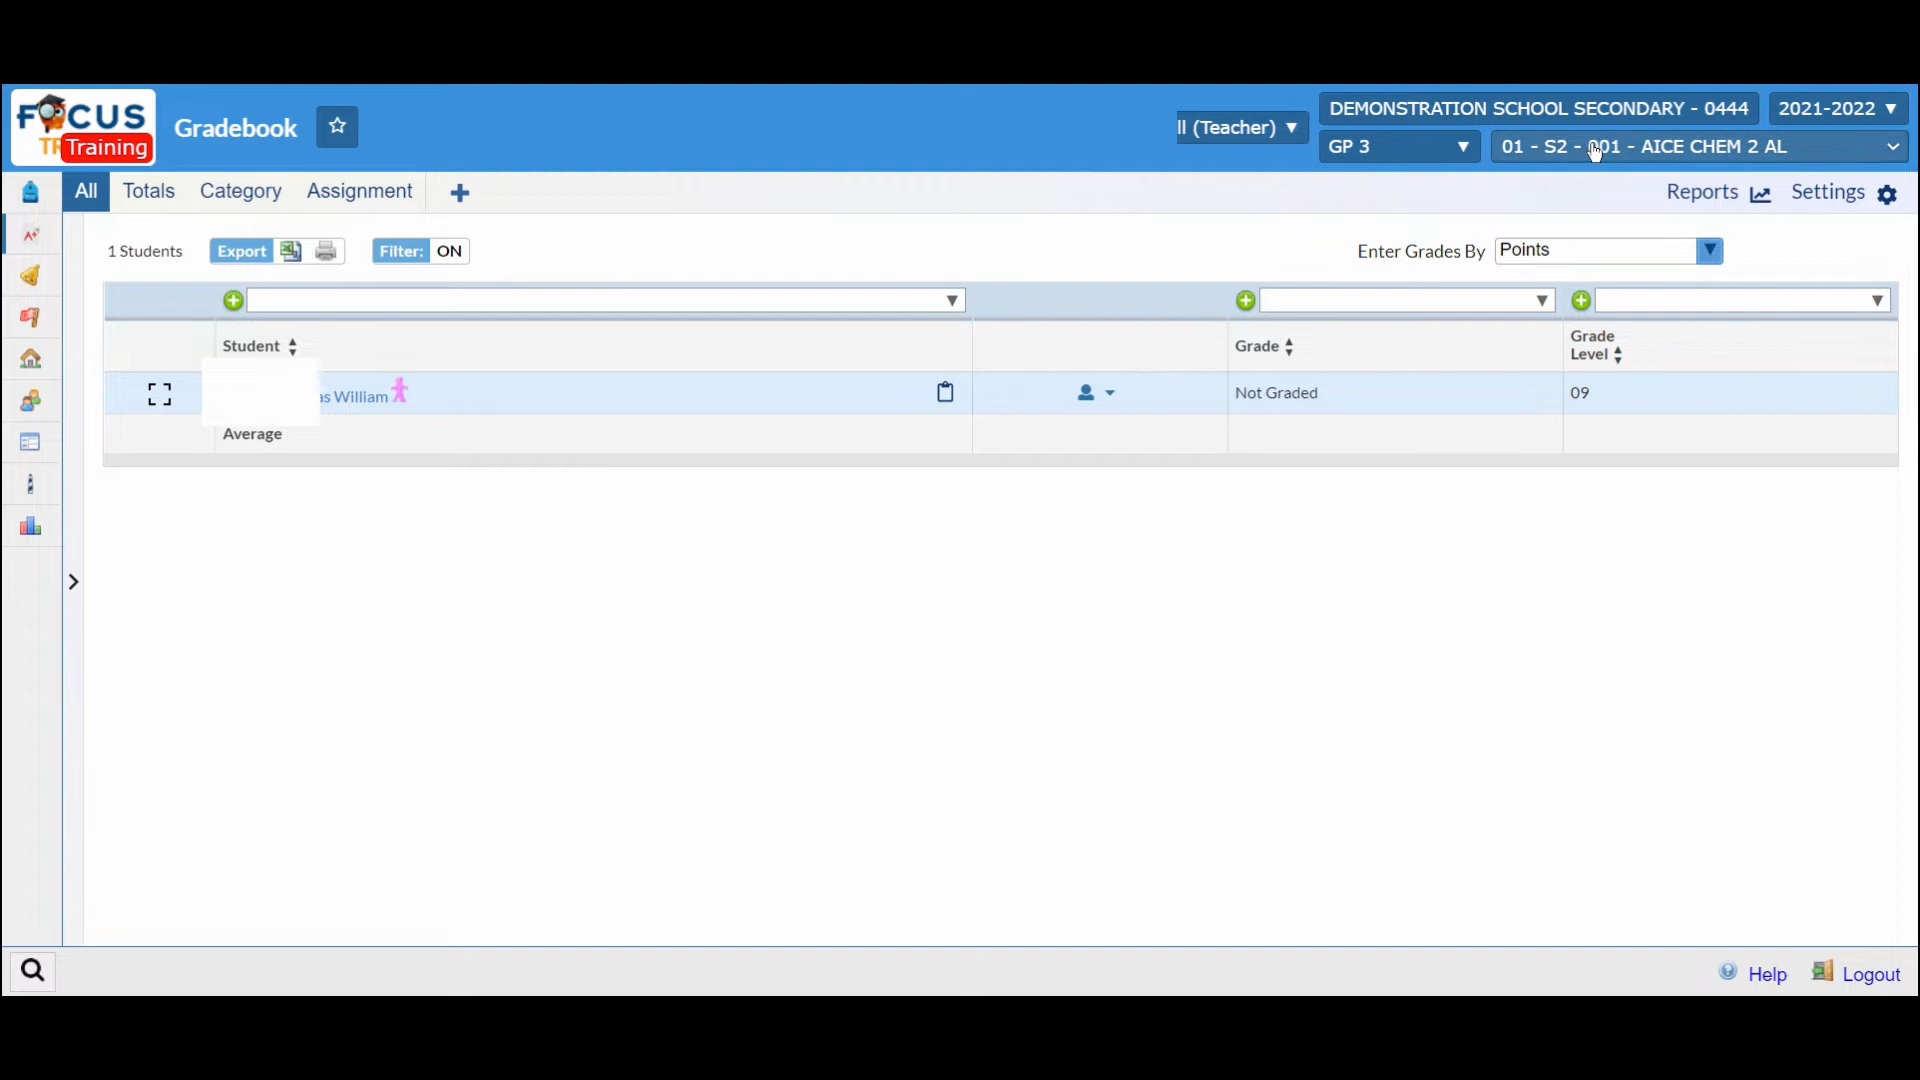 FOCUS
Training
Gradebook
ll (Teacher) ▼
DEMONSTRATION SCHOOL SECONDARY - 0444
2021-2022 ▼
GP 3 ▼
01 - S2 - 001 - AICE CHEM 2 AL
All
Totals
Category
Assignment
Reports
Settings
1 Students
Export
Filter: ON
Enter Grades By
Points
Student
Grade
Grade
Level
as William
Not Graded
09
Average
Help
Logout